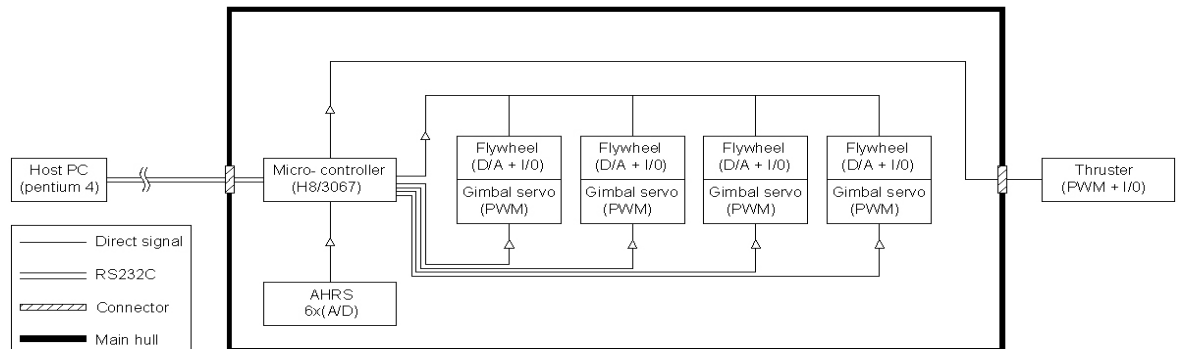 Host PC
(pentium 4)
Micro- controller
(H8/3067)
Flywheel
(D/A + I/0)
Gimbal servo
(PWM)
Flywheel
(D/A + I/0)
Gimbal servo
(PWM)
Flywheel
(D/A + I/0)
Gimbal servo
(PWM)
Flywheel
(D/A + I/0)
Gimbal servo
(PWM)
Thruster
(PWM + I/0)
AHRS
6x(A/D)
Direct signal
RS232C
Connector
Main hull